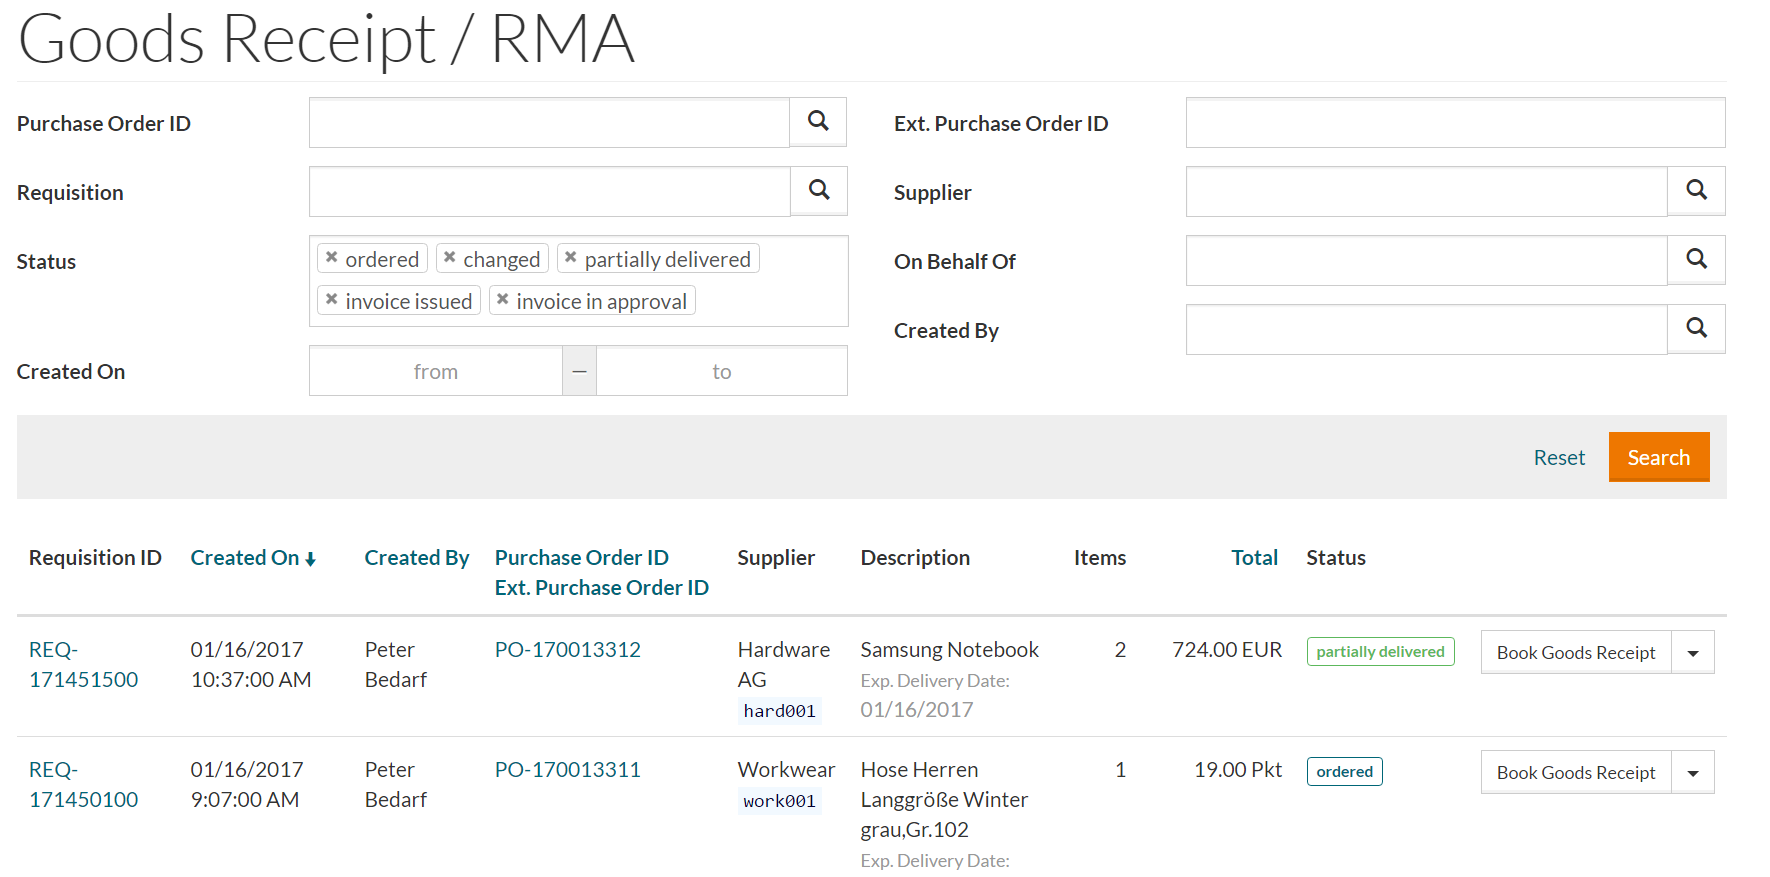 Goods Receipt / RMA
Purchase Order ID
Ext. Purchase Order ID
Requisition
Supplier
Status
× ordered × changed × partially delivered
× invoice issued × invoice in approval
On Behalf Of
Created By
Created On
from – to
Reset Search
Requisition ID Created On Created By Purchase Order ID Supplier Description Items Total Status
Ext. Purchase Order ID
REQ- 01/16/2017 Peter PO-170013312 Hardware Samsung Notebook 2 724.00 EUR partially delivered Book Goods Receipt
171451500 10:37:00 AM Bedarf AG Exp. Delivery Date:
hard001 01/16/2017
REQ- 01/16/2017 Peter PO-170013311 Workwear Hose Herren 1 19.00 Pkt ordered Book Goods Receipt
171450100 9:07:00 AM Bedarf work001 Langgröße Winter
grau,Gr.102
Exp. Delivery Date: